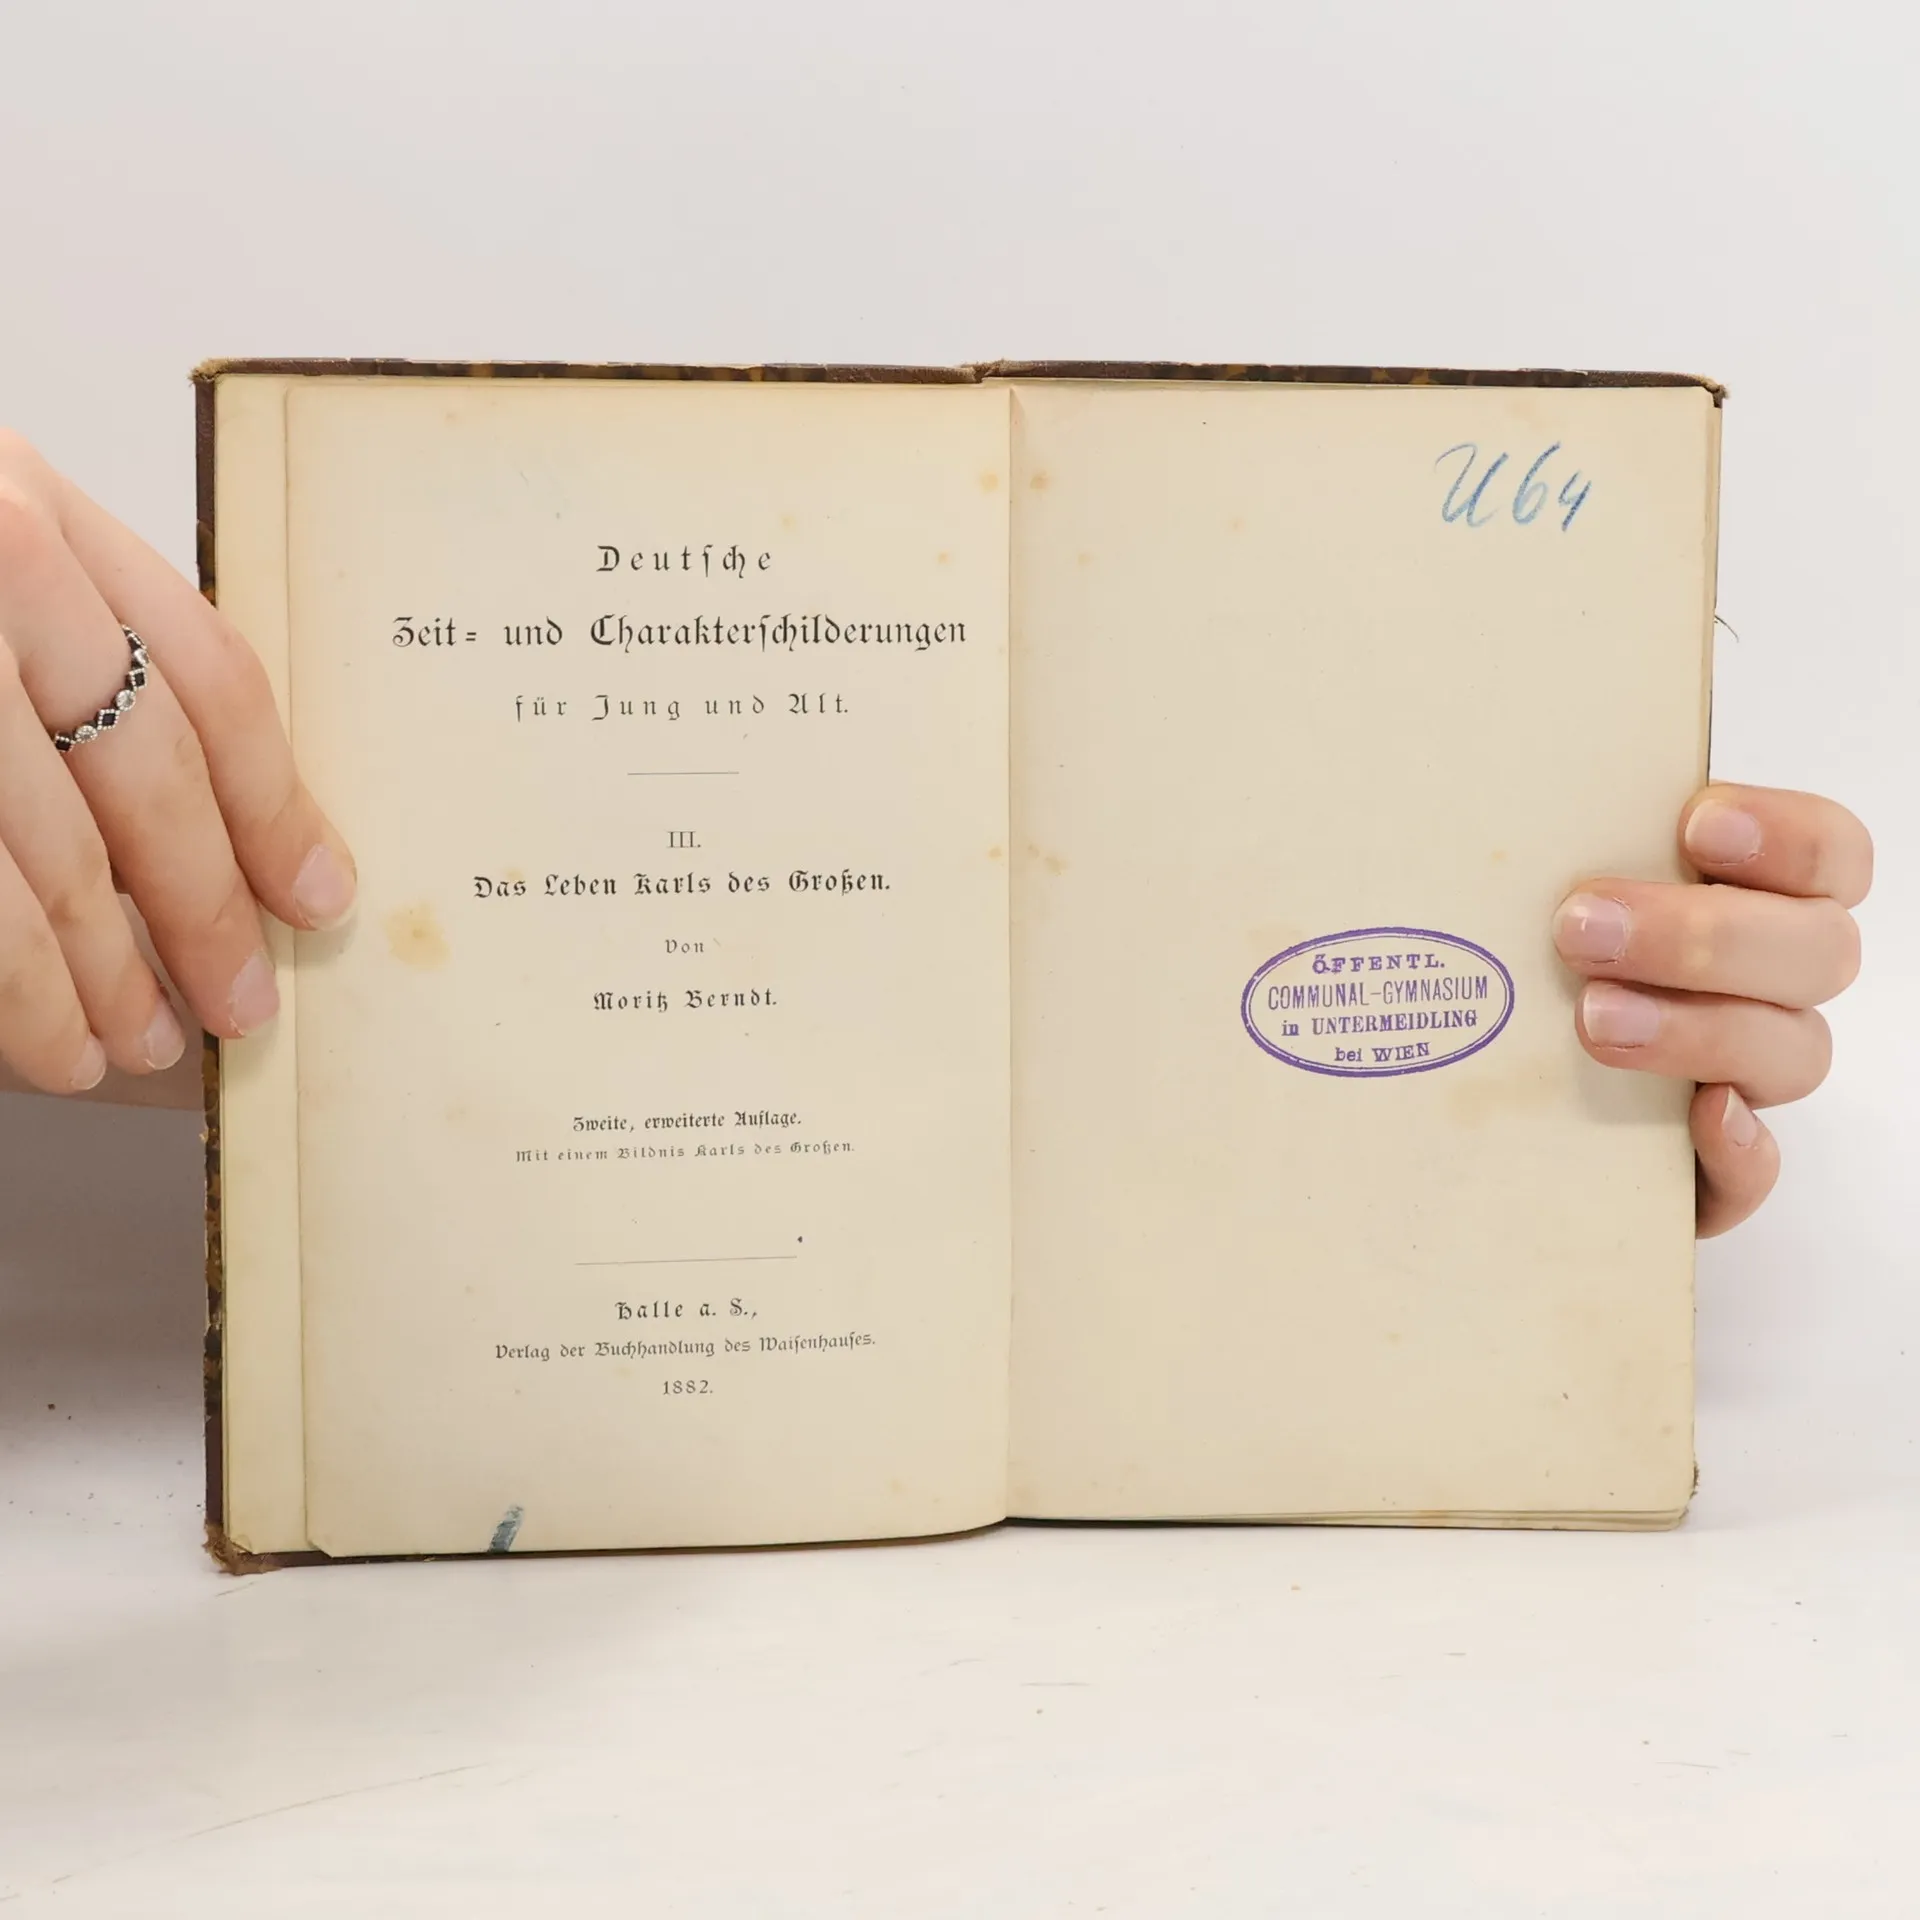 Deutſche
Zeit= und Charakterſchilderungen
für Jung und Alt.
III.
Das Leben Karls des Großen.
Von
Moritz Berndt.
Zweite, erweiterte Auflage.
Mit einem Bildnis Karls des Großen.
Halle a. S.,
Verlag der Buchhandlung des Waiſenhauſes.
1882.
U64
ÖFFENTL.
COMMUNAL-GYMNASIUM
in UNTERMEIDLING
bei WIEN